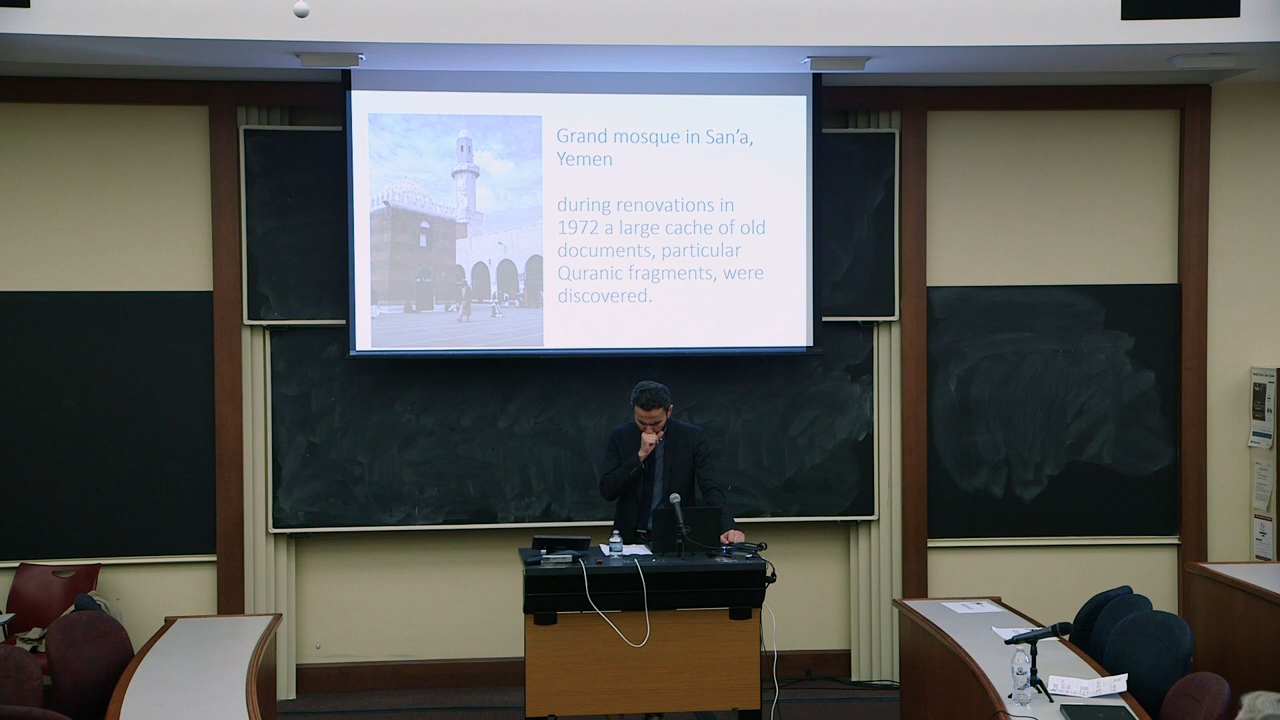 Grand mosque in San’a,
Yemen
during renovations in
1972 a large cache of old
documents, particular
Quranic fragments, were
discovered.